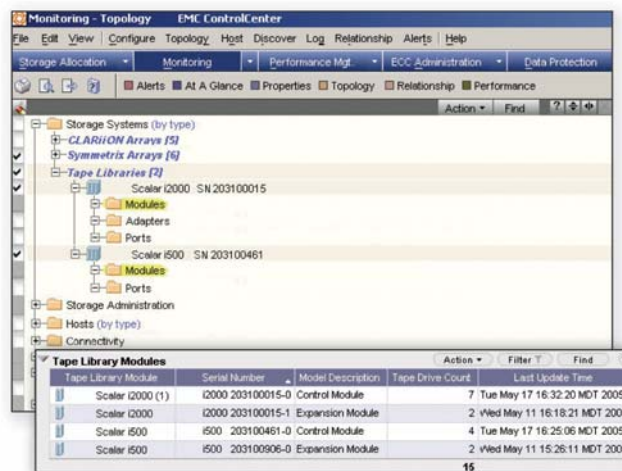 Monitoring - Topology EMC ControlCenter
File Edit View Configure Topology Host Discover Log Relationship Alerts Help
Storage Allocation Monitoring Performance Mgt. ECC Administration Data Protection
Alerts At A Glance Properties Topology Relationship Performance
Action Find ?
Storage Systems (by type)
CLARiiON Arrays [5]
Symmetrix Arrays [6]
Tape Libraries [2]
Scalar i2000 SN 203100015
Modules
Adapters
Ports
Scalar i500 SN 203100461
Modules
Ports
Storage Administration
Hosts (by type)
Connectivity
Tape Library Modules Action Filter Find
Tape Library Module Serial Number Model Description Tape Drive Count Last Update Time
Scalar i2000 (1) i2000 203100015-0 Control Module 7 Tue May 17 16:32:20 MDT 2005
Scalar i2000 i2000 203100015-1 Expansion Module 2 Wed May 11 16:18:21 MDT 200
Scalar i500 i500 203100461-0 Control Module 4 Tue May 17 16:25:06 MDT 2005
Scalar i500 i500 203100906-0 Expansion Module 2 Wed May 11 15:26:11 MDT 200
15